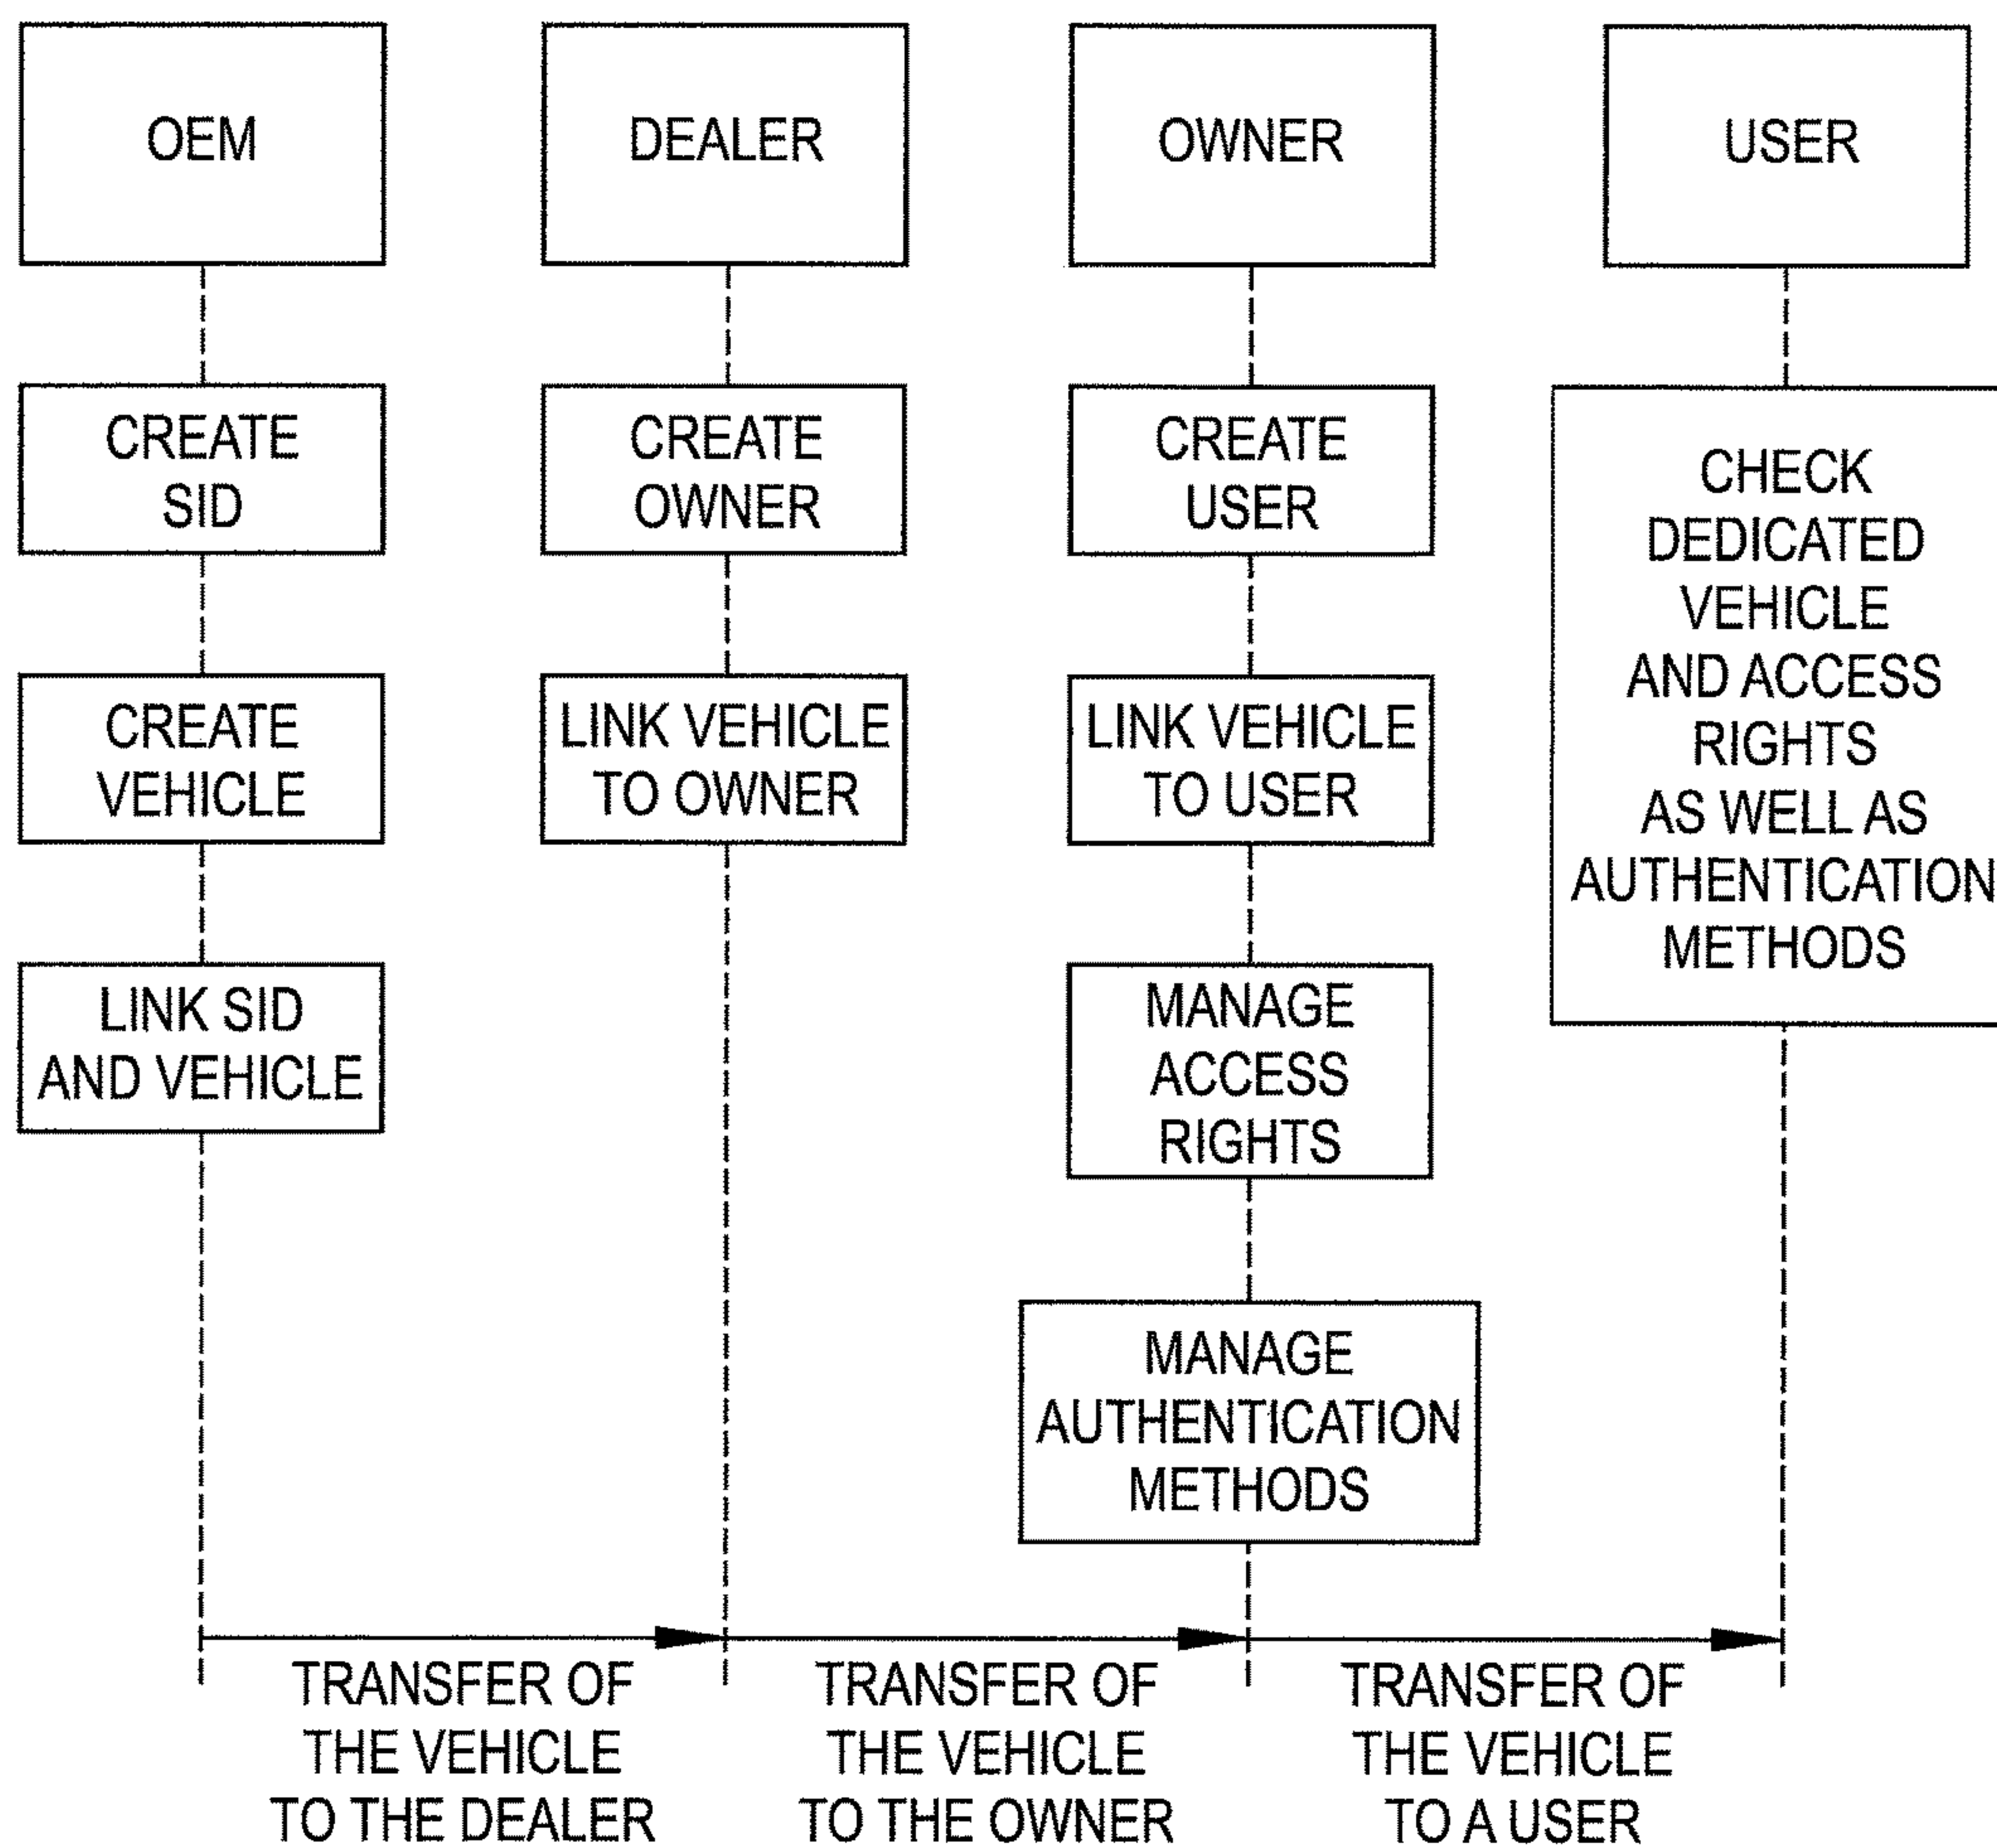 OEM
DEALER
OWNER
USER
CREATE
SID
CREATE
VEHICLE
LINK SID
AND VEHICLE
CREATE
OWNER
LINK VEHICLE
TO OWNER
CREATE
USER
LINK VEHICLE
TO USER
MANAGE
ACCESS
RIGHTS
MANAGE
AUTHENTICATION
METHODS
CHECK
DEDICATED
VEHICLE
AND ACCESS
RIGHTS
AS WELL AS
AUTHENTICATION
METHODS
TRANSFER OF
THE VEHICLE
TO THE DEALER
TRANSFER OF
THE VEHICLE
TO THE OWNER
TRANSFER OF
THE VEHICLE
TO A USER